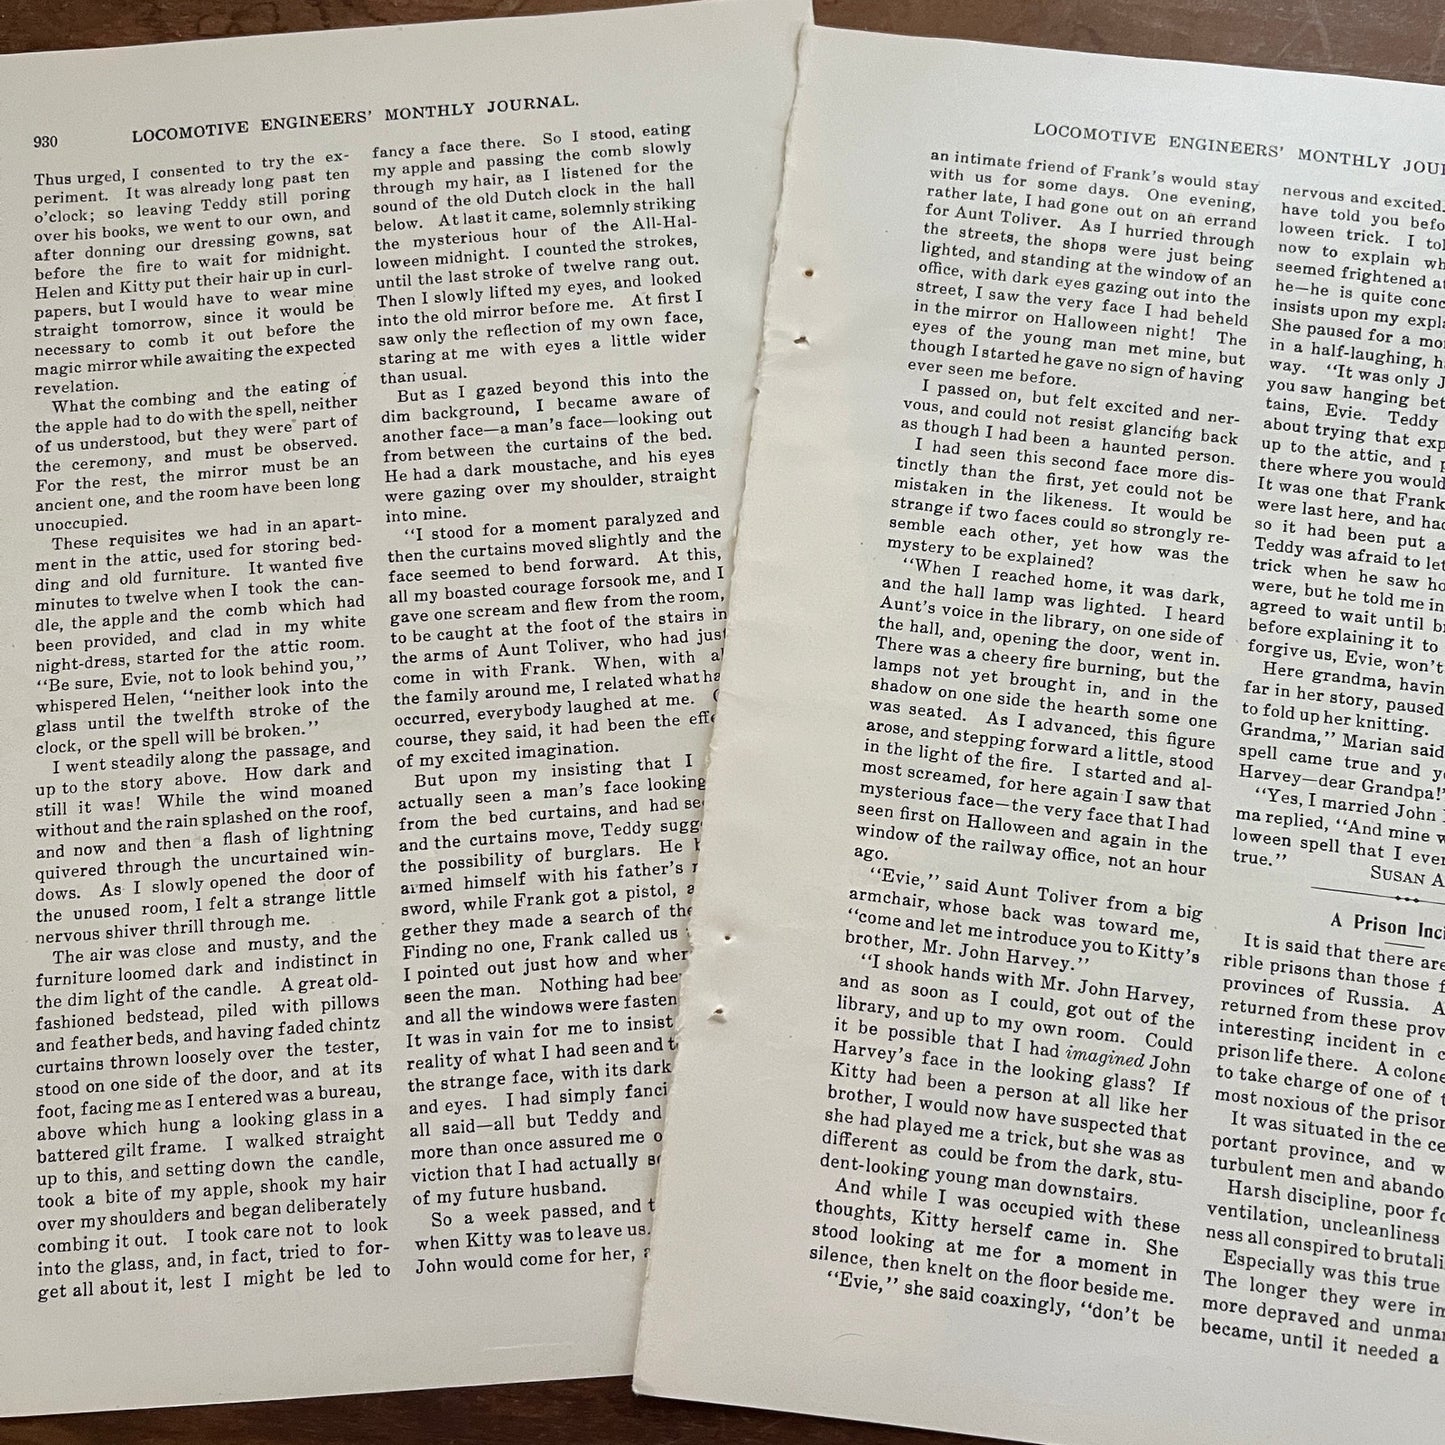 930
LOCOMOTIVE ENGINEERS' MONTHLY JOURNAL.
Thus urged, I consented to try the ex-
periment. It was already long past ten
o'clock; so leaving Teddy still poring
over his books, we went to our own, and
after donning our dressing gowns, sat
before the fire to wait for midnight.
Helen and Kitty put their hair up in curl-
papers, but I would have to wear mine
straight tomorrow, since it would be
necessary to comb it out before the
magic mirror while awaiting the expected
revelation.
What the combing and the eating of
the apple had to do with the spell, neither
of us understood, but they were part of
the ceremony, and must be observed.
For the rest, the mirror must be an
ancient one, and the room have been long
unoccupied.
These requisites we had in an apart-
ment in the attic, used for storing bed-
ding and old furniture. It wanted five
minutes to twelve when I took the can-
dle, the apple and the comb which had
been provided, and clad in my white
night-dress, started for the attic room.
“Be sure, Evie, not to look behind you,”
whispered Helen, “neither look into the
glass until the twelfth stroke of the
clock, or the spell will be broken.”
I went steadily along the passage, and
up to the story above. How dark and
still it was! While the wind moaned
without and the rain splashed on the roof,
and now and then a flash of lightning
quivered through the uncurtained win-
dows. As I slowly opened the door of
the unused room, I felt a strange little
nervous shiver thrill through me.
The air was close and musty, and the
furniture loomed dark and indistinct in
the dim light of the candle. A great old-
fashioned bedstead, piled with pillows
and feather beds, and having faded chintz
curtains thrown loosely over the tester,
stood on one side of the door, and at its
foot, facing me as I entered was a bureau,
above which hung a looking glass in a
battered gilt frame. I walked straight
up to this, and setting down the candle,
took a bite of my apple, shook my hair
over my shoulders and began deliberately
combing it out. I took care not to look
into the glass, and, in fact, tried to for-
get all about it, lest I might be led to
fancy a face there. So I stood, eating
my apple and passing the comb slowly
through my hair, as I listened for the
sound of the old Dutch clock in the hall
below. At last it came, solemnly striking
the mysterious hour of the All-Hal-
loween midnight. I counted the strokes,
until the last stroke of twelve rang out.
Then I slowly lifted my eyes, and looked
into the old mirror before me. At first I
saw only the reflection of my own face,
staring at me with eyes a little wider
than usual.
But as I gazed beyond this into the
dim background, I became aware of
another face—a man's face—looking out
from between the curtains of the bed.
He had a dark moustache, and his eyes
were gazing over my shoulder, straight
into mine.
“I stood for a moment paralyzed and
then the curtains moved slightly and the
face seemed to bend forward. At this,
all my boasted courage forsook me, and I
gave one scream and flew from the room,
to be caught at the foot of the stairs in
the arms of Aunt Toliver, who had just
come in with Frank. When, with a
the family around me, I related what ha
occurred, everybody laughed at me.
course, they said, it had been the effe
of my excited imagination.
But upon my insisting that I
actually seen a man's face looking
from the bed curtains, and had se
and the curtains move, Teddy sugg
the possibility of burglars. He
armed himself with his father's
sword, while Frank got a pistol, a
gether they made a search of the
Finding no one, Frank called us
I pointed out just how and wher
seen the man. Nothing had bee
and all the windows were fasten
It was in vain for me to insist
reality of what I had seen and t
the strange face, with its dark
and eyes. I had simply fanci
all said—all but Teddy and
more than once assured me o
viction that I had actually s
of my future husband.
So a week passed, and t
when Kitty was to leave us.
John would come for her,
LOCOMOTIVE ENGINEERS' MONTHLY JOU
an intimate friend of Frank's would stay
with us for some days. One evening,
rather late, I had gone out on an errand
for Aunt Toliver. As I hurried through
the streets, the shops were just being
lighted, and standing at the window of an
office, with dark eyes gazing out into the
street, I saw the very face I had beheld
in the mirror on Halloween night! The
eyes of the young man met mine, but
though I started he gave no sign of having
ever seen me before.
I passed on, but felt excited and ner-
vous, and could not resist glancing back
as though I had been a haunted person.
I had seen this second face more dis-
tinctly than the first, yet could not be
mistaken in the likeness. It would be
strange if two faces could so strongly re-
semble each other, yet how was the
mystery to be explained?
“When I reached home, it was dark,
and the hall lamp was lighted. I heard
Aunt's voice in the library, on one side of
the hall, and, opening the door, went in.
There was a cheery fire burning, but the
lamps not yet brought in, and in the
shadow on one side the hearth some one
was seated. As I advanced, this figure
arose, and stepping forward a little, stood
in the light of the fire. I started and al-
most screamed, for here again I saw that
mysterious face—the very face that I had
seen first on Halloween and again in the
window of the railway office, not an hour
ago.
“Evie,” said Aunt Toliver from a big
armchair, whose back was toward me,
“come and let me introduce you to Kitty's
brother, Mr. John Harvey.”
“I shook hands with Mr. John Harvey,
and as soon as I could, got out of the
library, and up to my own room. Could
it be possible that I had imagined John
Harvey's face in the looking glass? If
Kitty had been a person at all like her
brother, I would now have suspected that
she had played me a trick, but she was as
different as could be from the dark, stu-
dent-looking young man downstairs.
And while I was occupied with these
thoughts, Kitty herself came in. She
stood looking at me for a moment in
silence, then knelt on the floor beside me.
“Evie,” she said coaxingly, “don't be
nervous and excited.
have told you befo
loween trick. I tol
now to explain wh
seemed frightened a
he—he is quite conc
insists upon my expla
She paused for a mo
in a half-laughing, h
way. “It was only J
you saw hanging bet
tains, Evie. Teddy
about trying that exp
up to the attic, and p
there where you would
It was one that Frank
were last here, and had
so it had been put a
Teddy was afraid to let
trick when he saw ho
were, but he told me in
agreed to wait until b
before explaining it to
forgive us, Evie, won't
Here grandma, havin
far in her story, paused
to fold up her knitting.
Grandma,” Marian said
spell came true and y
Harvey—dear Grandpa!”
“Yes, I married John
ma replied, “And mine w
loween spell that I ever
true.”
SUSAN A
A Prison Inci
It is said that there are
rible prisons than those f
provinces of Russia. A
returned from these prov
interesting incident in c
prison life there. A colone
to take charge of one of t
most noxious of the prison
It was situated in the ce
portant province, and w
turbulent men and abando
Harsh discipline, poor fo
ventilation, uncleanliness
ness all conspired to brutali
Especially was this true
The longer they were im
more depraved and unman
became, until it needed a